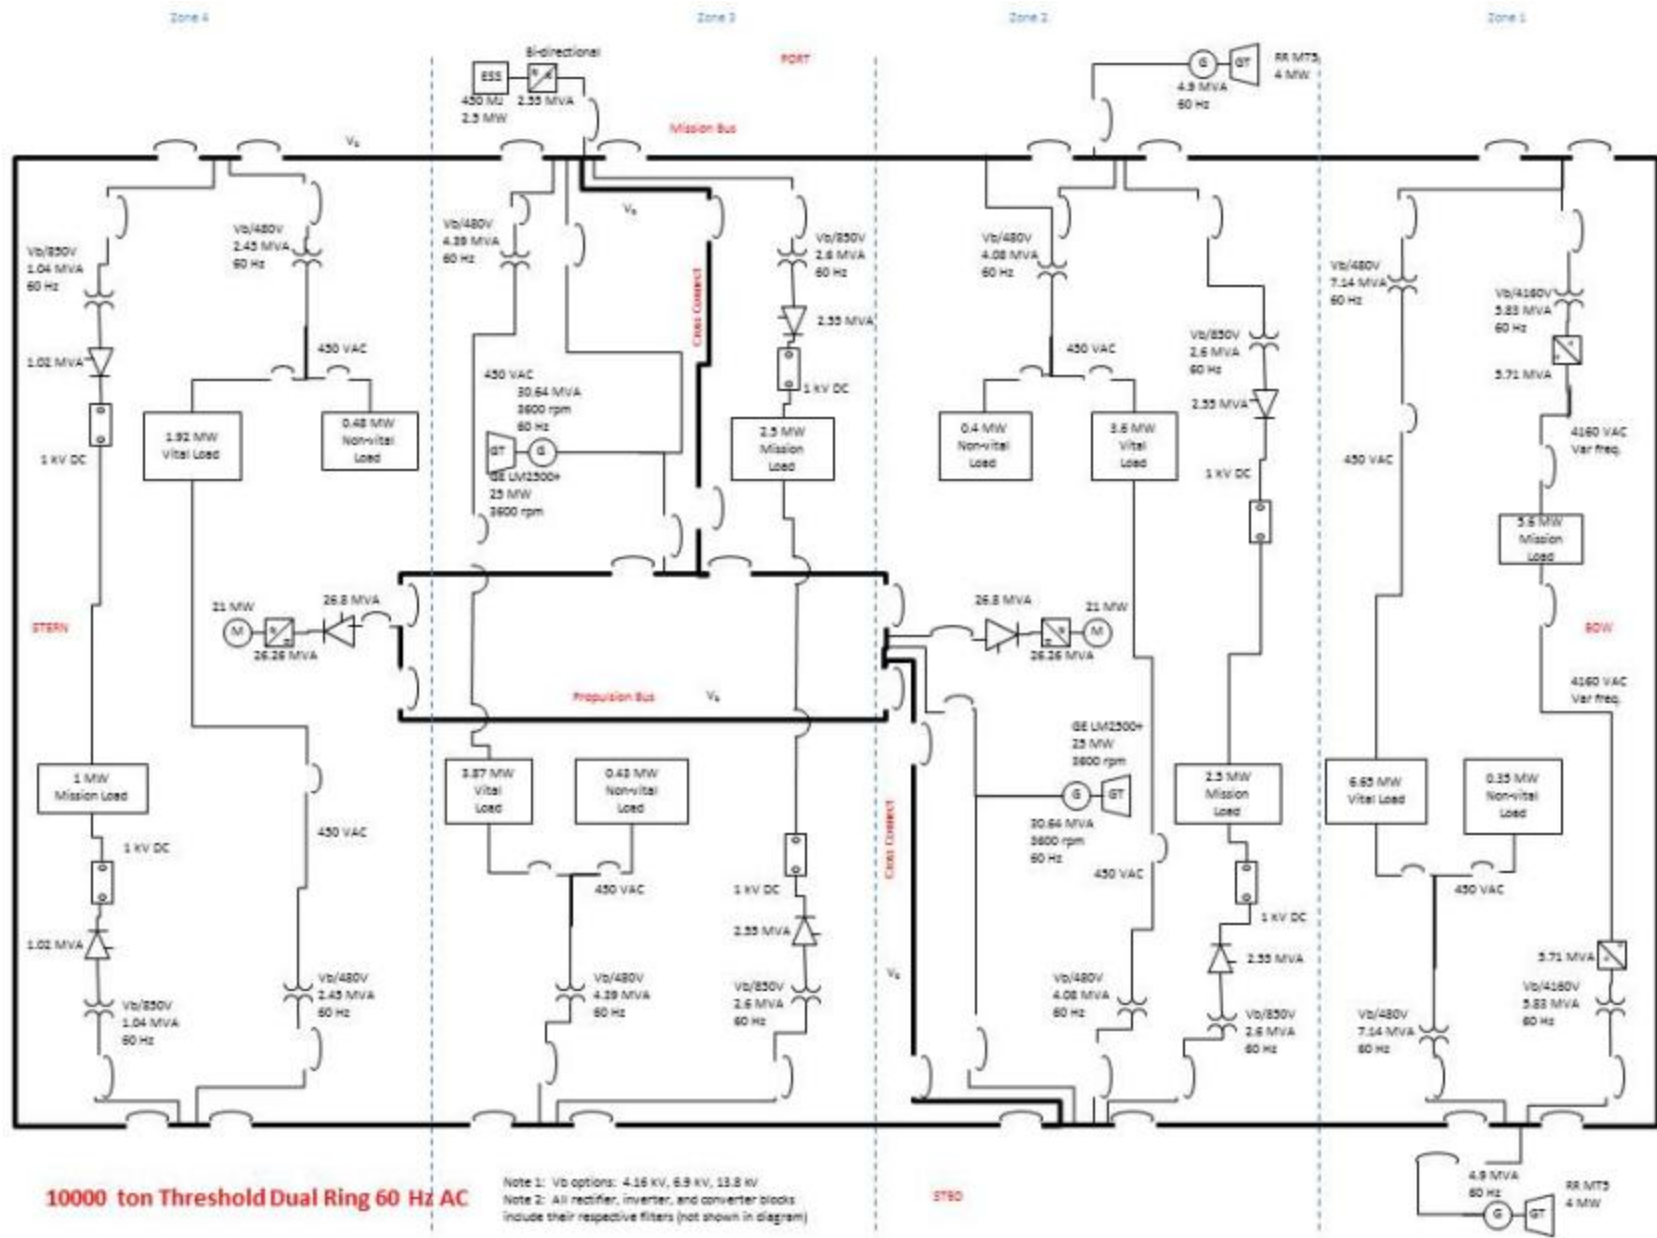 Zone 4
Zone 3
Zone 2
Zone 1
PORT
Bi-directional
ESS
450 MJ
2.5 MW
2.55 MVA
Mission Bus
G
GT
RR MT5
4 MW
4.9 MVA
60 Hz
Vb
Vb/850V
1.04 MVA
60 Hz
Vb/480V
2.45 MVA
60 Hz
Vb/480V
4.39 MVA
60 Hz
Vb
Vb/850V
2.6 MVA
60 Hz
Vb/480V
4.08 MVA
60 Hz
Vb/480V
7.14 MVA
60 Hz
Vb/4160V
5.83 MVA
60 Hz
1.02 MVA
450 VAC
Cross Connect
2.55 MVA
450 VAC
Vb/850V
2.6 MVA
60 Hz
5.71 MVA
1 kV DC
1.92 MW
Vital Load
0.48 MW
Non-vital
Load
450 VAC
30.64 MVA
3600 rpm
60 Hz
GT
G
GE LM2500+
25 MW
3600 rpm
1 kV DC
2.5 MW
Mission
Load
0.4 MW
Non-vital
Load
3.6 MW
Vital
Load
2.55 MVA
1 kV DC
450 VAC
4160 VAC
Var freq.
5.6 MW
Mission
Load
STERN
21 MW
M
26.8 MVA
26.26 MVA
26.8 MVA
21 MW
M
26.26 MVA
BOW
Propulsion Bus
Vb
4160 VAC
Var freq.
1 MW
Mission Load
450 VAC
3.87 MW
Vital
Load
0.43 MW
Non-vital
Load
Cross Connect
GE LM2500+
25 MW
3600 rpm
G
GT
30.64 MVA
3600 rpm
60 Hz
2.5 MW
Mission
Load
6.65 MW
Vital Load
0.35 MW
Non-vital
Load
1 kV DC
450 VAC
1 kV DC
450 VAC
1 kV DC
450 VAC
1.02 MVA
2.55 MVA
2.55 MVA
5.71 MVA
Vb
Vb/850V
1.04 MVA
60 Hz
Vb/480V
2.45 MVA
60 Hz
Vb/480V
4.39 MVA
60 Hz
Vb/850V
2.6 MVA
60 Hz
Vb/480V
4.08 MVA
60 Hz
Vb/850V
2.6 MVA
60 Hz
Vb/480V
7.14 MVA
60 Hz
Vb/4160V
5.83 MVA
60 Hz
10000 ton Threshold Dual Ring 60 Hz AC
Note 1: Vb options: 4.16 kV, 6.9 kV, 13.8 kV
Note 2: All rectifier, inverter, and converter blocks
include their respective filters (not shown in diagram)
STBD
4.9 MVA
60 Hz
G
GT
RR MT5
4 MW